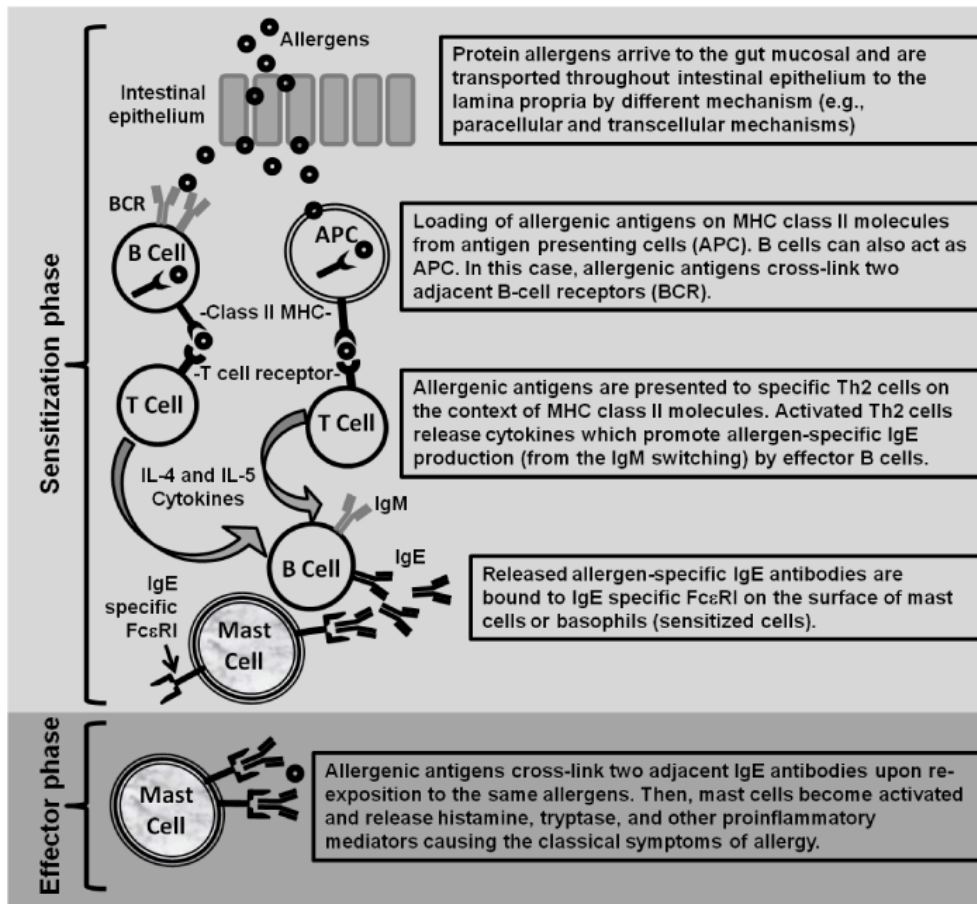 Allergens
Intestinal
epithelium
Protein allergens arrive to the gut mucosal and are
transported throughout intestinal epithelium to the
lamina propria by different mechanism (e.g.,
paracellular and transcellular mechanisms)
Sensitization phase
BCR
B Cell
APC
Loading of allergenic antigens on MHC class II molecules
from antigen presenting cells (APC). B cells can also act as
APC. In this case, allergenic antigens cross-link two
adjacent B-cell receptors (BCR).
-Class II MHC-
-T cell receptor-
T Cell
T Cell
Allergenic antigens are presented to specific Th2 cells on
the context of MHC class II molecules. Activated Th2 cells
release cytokines which promote allergen-specific IgE
production (from the IgM switching) by effector B cells.
IL-4 and IL-5
Cytokines
IgM
B Cell
IgE
IgE
specific
FcεRI
Mast
Cell
Released allergen-specific IgE antibodies are
bound to IgE specific FcεRI on the surface of mast
cells or basophils (sensitized cells).
Effector phase
Mast
Cell
Allergenic antigens cross-link two adjacent IgE antibodies upon re-
exposition to the same allergens. Then, mast cells become activated
and release histamine, tryptase, and other proinflammatory
mediators causing the classical symptoms of allergy.